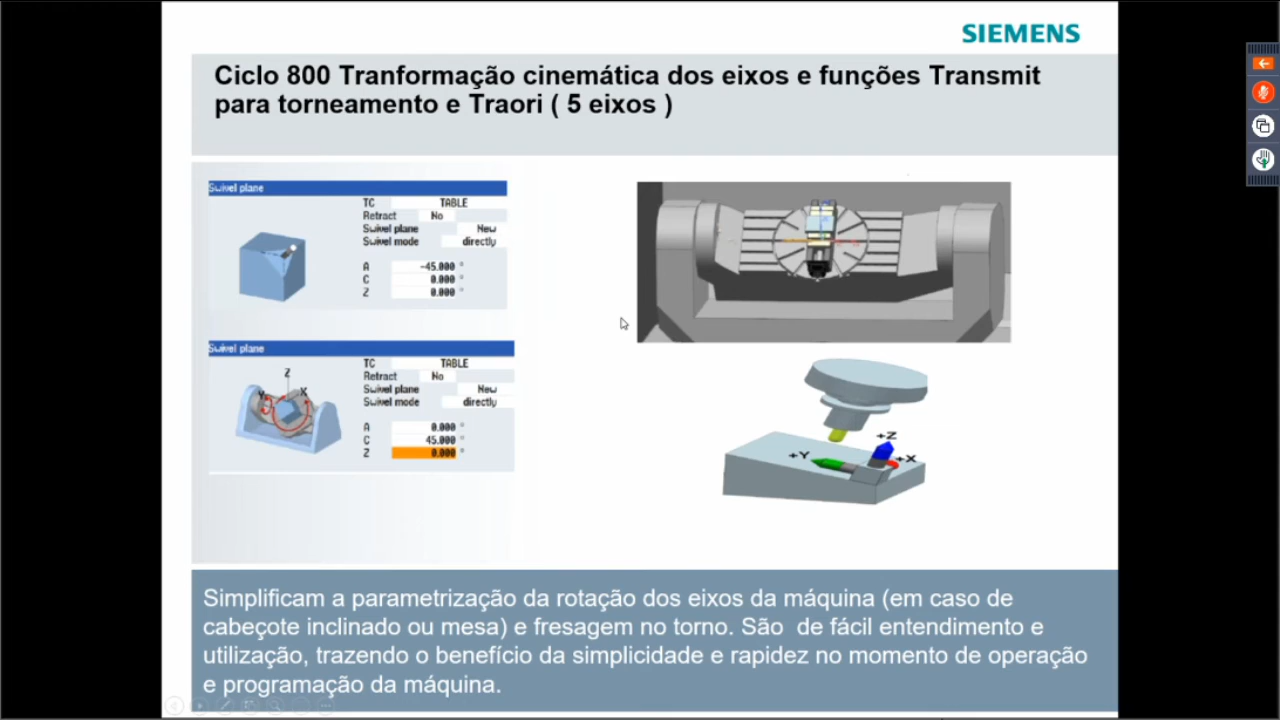 SIEMENS
Ciclo 800 Tranformação cinemática dos eixos e funções Transmit
para torneamento e Traori ( 5 eixos )
Swivel plane
TC TABLE
Retract No
Swivel plane New
Swivel mode directly
A -45.000 °
C 0.000 °
Z 0.000 °
Swivel plane
Z
Y X
TC TABLE
Retract No
Swivel plane New
Swivel mode directly
A 0.000 °
C 45.000 °
Z 0.000 °
+Z
+Y +X
Simplificam a parametrização da rotação dos eixos da máquina (em caso de
cabeçote inclinado ou mesa) e fresagem no torno. São de fácil entendimento e
utilização, trazendo o benefício da simplicidade e rapidez no momento de operação
e programação da máquina.